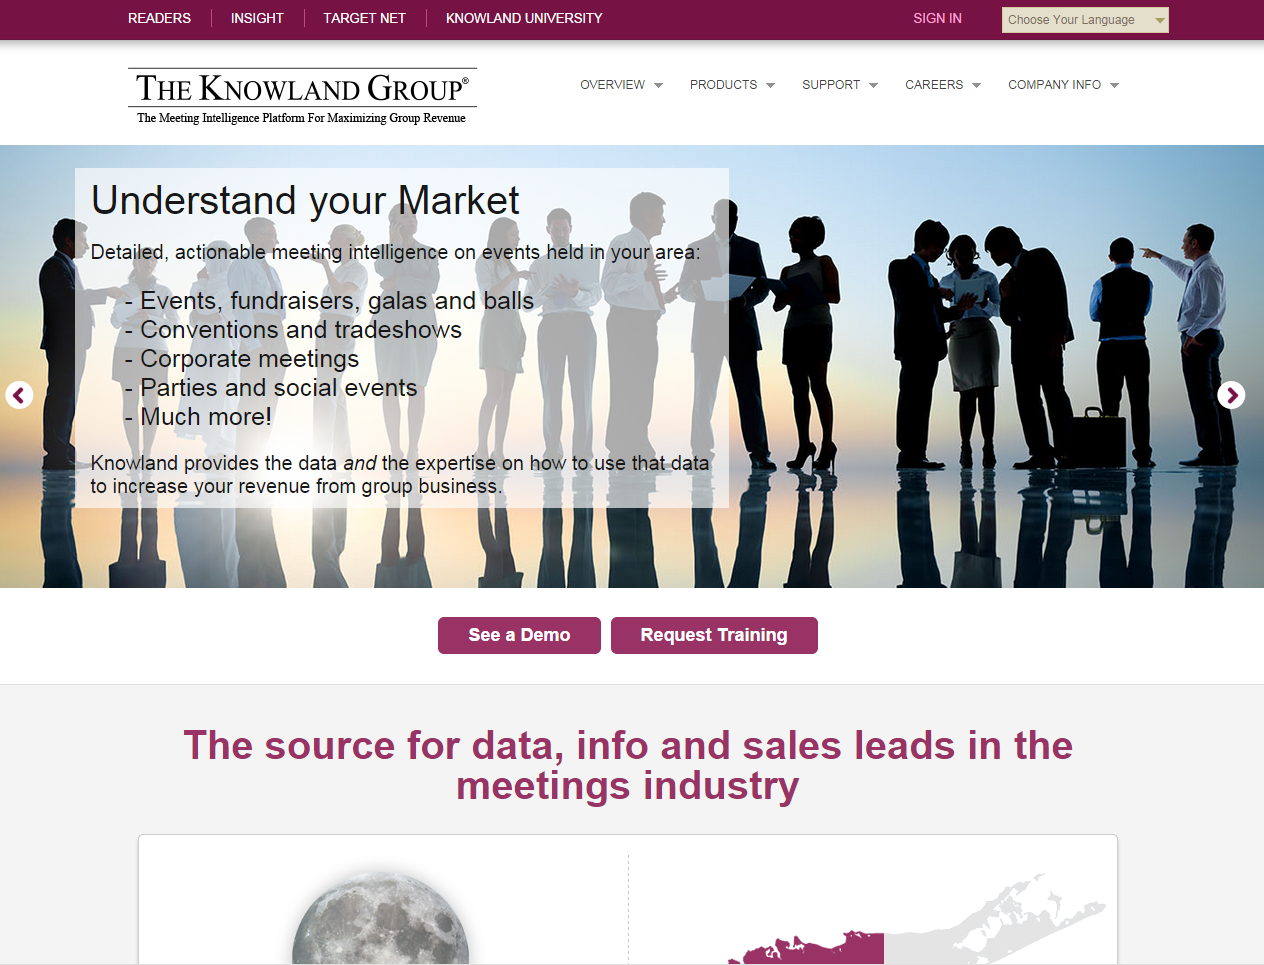 READERS INSIGHT TARGET NET KNOWLAND UNIVERSITY SIGN IN Choose Your Language
THE KNOWLAND GROUP®
The Meeting Intelligence Platform For Maximizing Group Revenue
OVERVIEW PRODUCTS SUPPORT CAREERS COMPANY INFO
Understand your Market
Detailed, actionable meeting intelligence on events held in your area:
- Events, fundraisers, galas and balls
- Conventions and tradeshows
- Corporate meetings
- Parties and social events
- Much more!
Knowland provides the data and the expertise on how to use that data
to increase your revenue from group business.
See a Demo Request Training
The source for data, info and sales leads in the
meetings industry